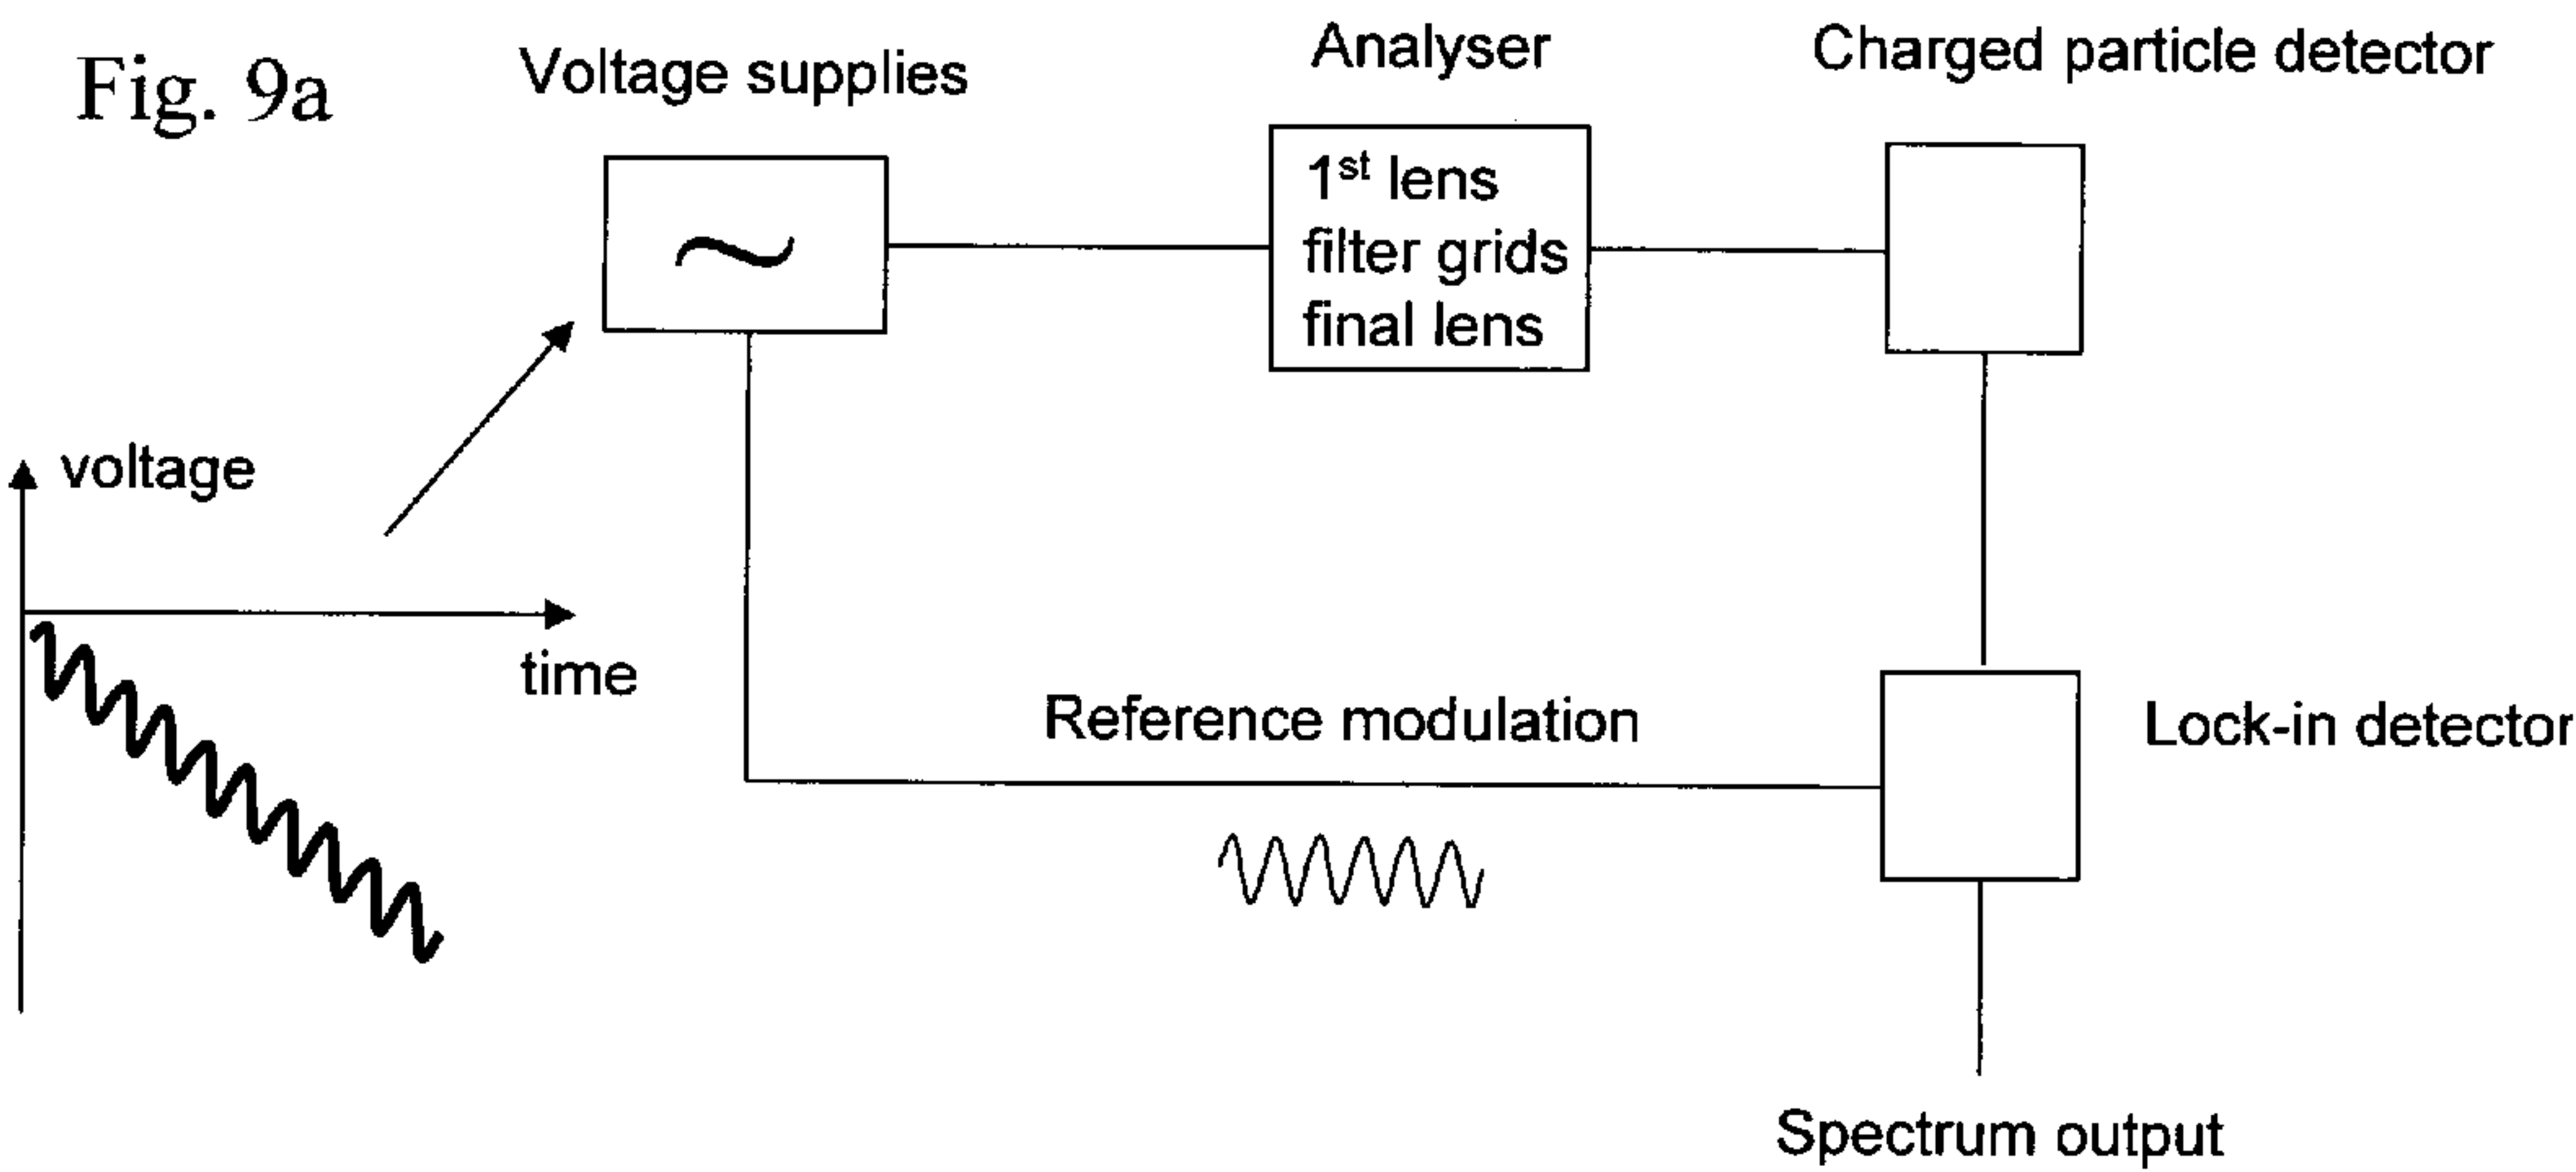 Fig. 9a
Voltage supplies
Analyser
Charged particle detector
~
1st lens
filter grids
final lens
voltage
time
Reference modulation
Lock-in detector
Spectrum output